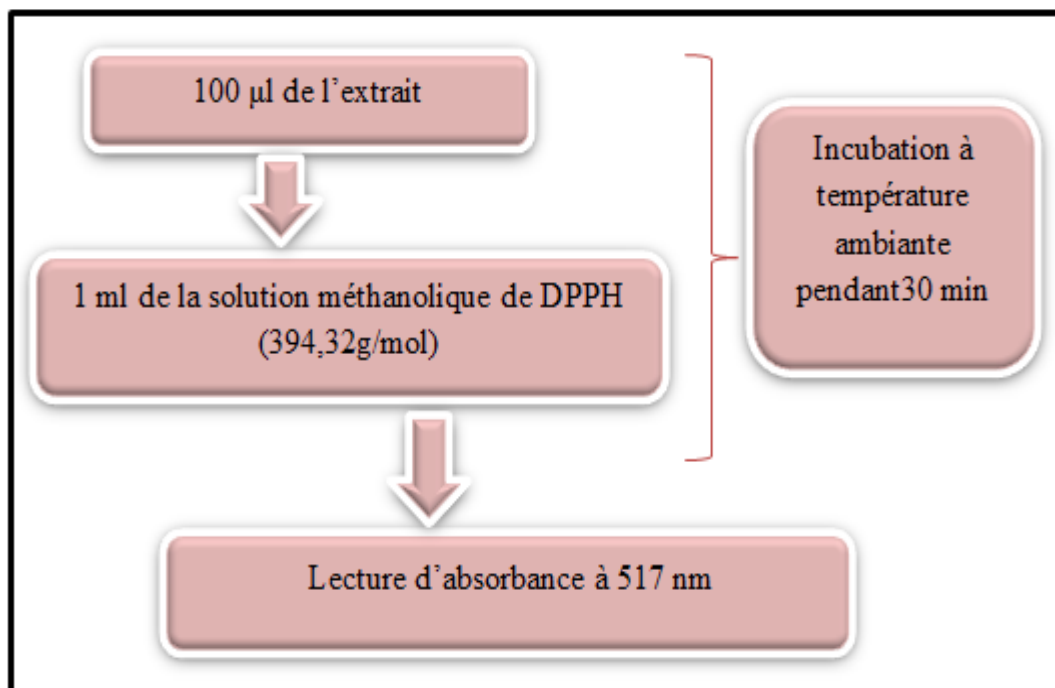 100 µl de l’extrait
1 ml de la solution méthanolique de DPPH
(394,32g/mol)
Incubation à
température
ambiante
pendant30 min
Lecture d’absorbance à 517 nm